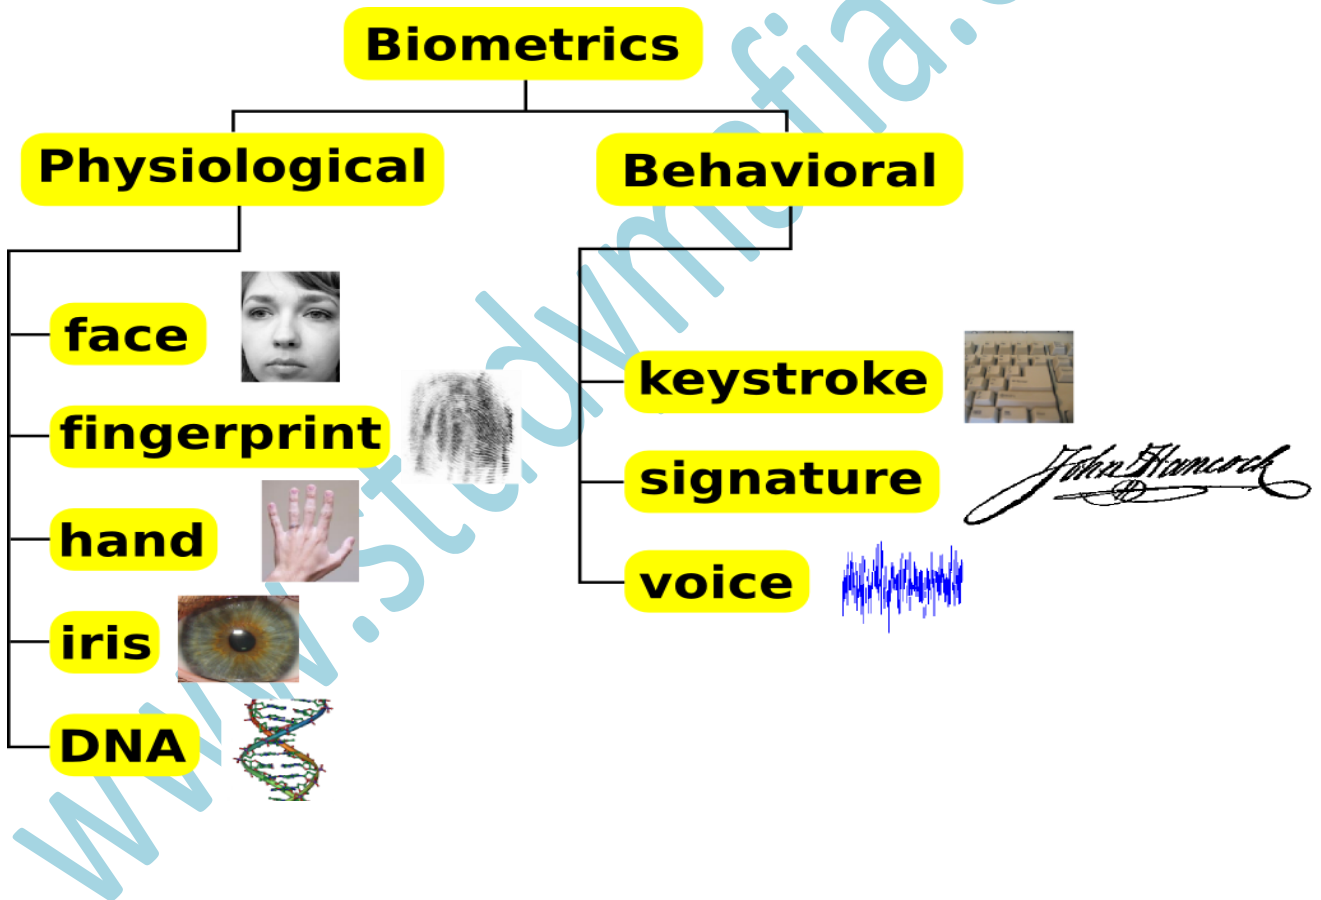 Biometrics
Physiological
Behavioral
face
fingerprint
hand
iris
DNA
keystroke
signature
John Hancock
voice
www.studymafia.